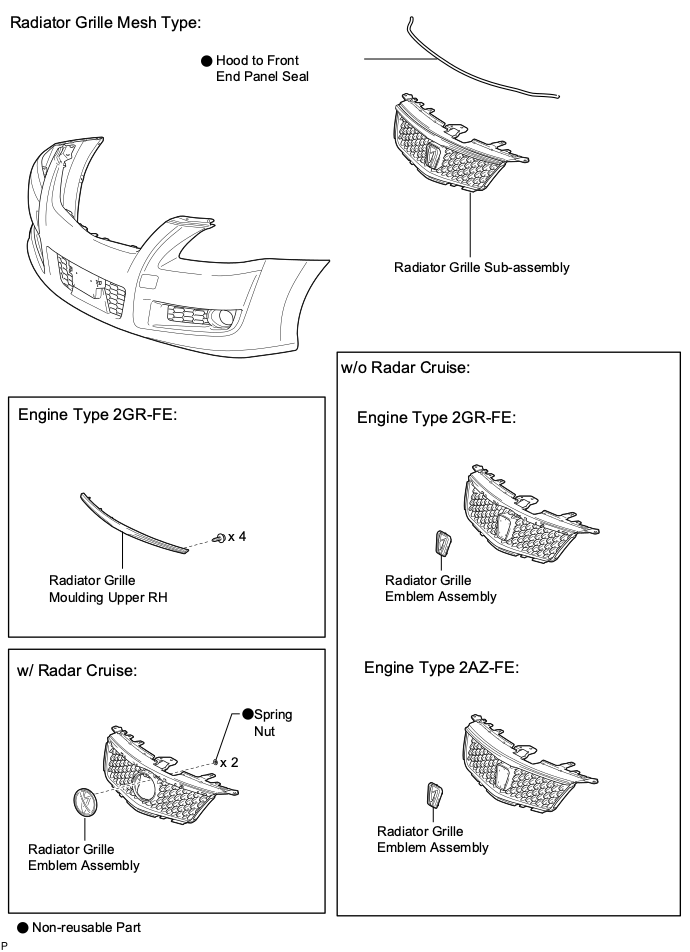 Radiator Grille Mesh Type:
Hood to Front
End Panel Seal
Radiator Grille Sub-assembly
w/o Radar Cruise:
Engine Type 2GR-FE:
Radiator Grille
Emblem Assembly
Engine Type 2AZ-FE:
Radiator Grille
Emblem Assembly
Engine Type 2GR-FE:
x 4
Radiator Grille
Moulding Upper RH
w/ Radar Cruise:
Spring
Nut
x 2
Radiator Grille
Emblem Assembly
Non-reusable Part
P